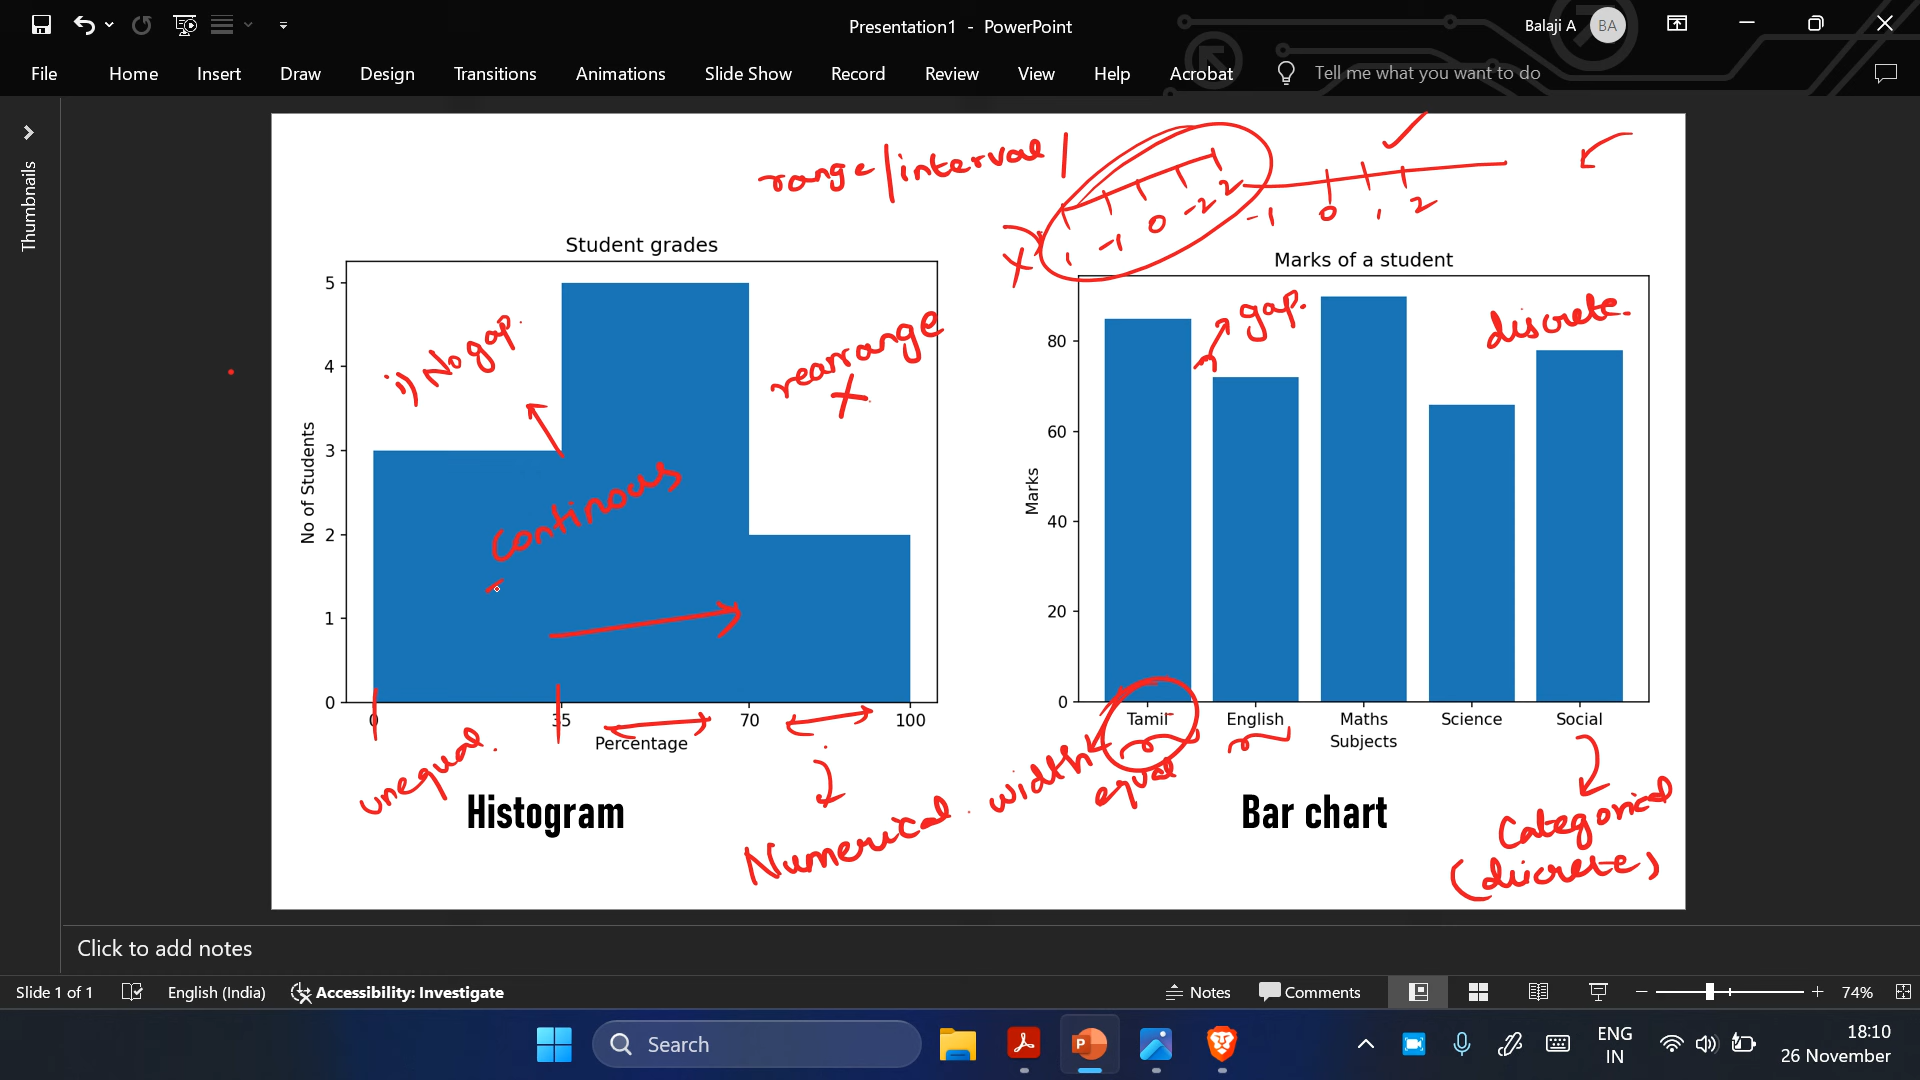 Presentation1 - PowerPoint
Balaji A
BA
File
Home
Insert
Draw
Design
Transitions
Animations
Slide Show
Record
Review
View
Help
Acrobat
Tell me what you want to do
Thumbnails
range/interval/
X
1 -1 0 -2 2
-1 0 1 2
Student grades
5
4
3
2
1
0
No of Students
i) No gap.
rearrange
X
continous
0
35
70
100
Percentage
unequal.
Histogram
Numerical.
Marks of a student
80
60
40
20
0
Marks
gap.
discrete.
Tamil
English
Maths
Science
Social
Subjects
width
equal
Bar chart
Categorical
(discrete)
Click to add notes
Slide 1 of 1
English (India)
Accessibility: Investigate
Notes
Comments
74%
Search
P
ENG
IN
18:10
26 November